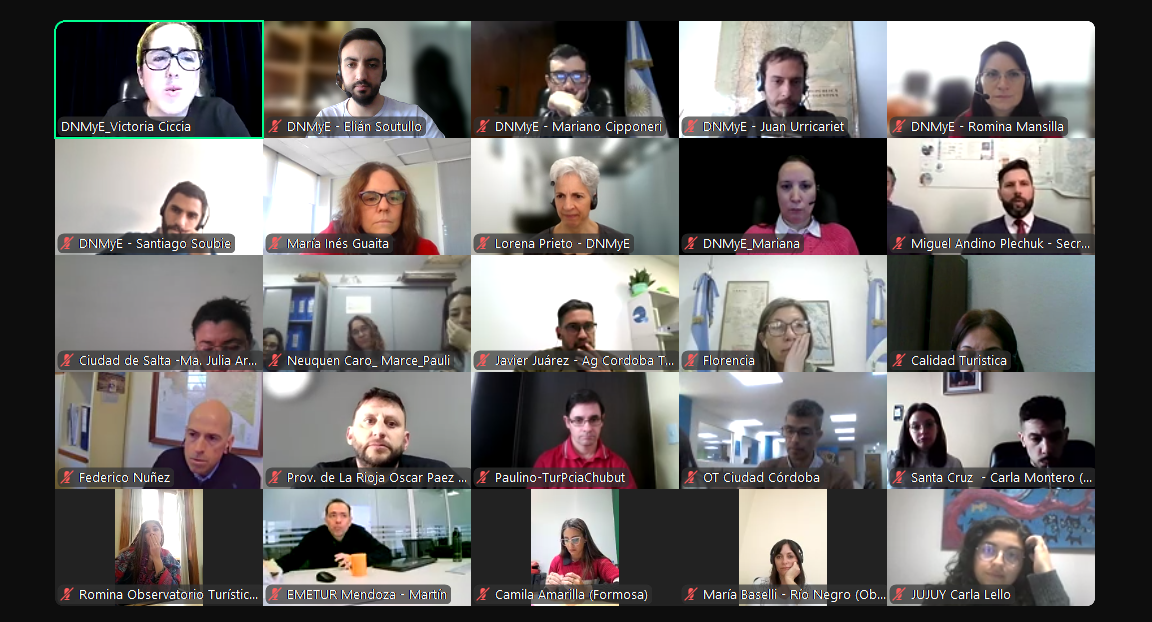 DNMyE_Victoria Ciccia
DNMyE - Elián Soutullo
DNMyE - Mariano Cipponeri
DNMyE - Juan Urricariet
DNMyE - Romina Mansilla
DNMyE - Santiago Soubie
María Inés Guaita
Lorena Prieto - DNMyE
DNMyE_Mariana
Miguel Andino Plechuk - Secr...
Ciudad de Salta -Ma. Julia Ar...
Neuquen Caro_ Marce_Pauli
Javier Juárez - Ag Cordoba T...
Florencia
Calidad Turistica
Federico Nuñez
Prov. de La Rioja Oscar Paez ...
Paulino-TurPciaChubut
OT Ciudad Córdoba
Santa Cruz - Carla Montero (...
Romina Observatorio Turístic...
EMETUR Mendoza - Martín
Camila Amarilla (Formosa)
María Baselli - Río Negro (Ob...
JUJUY Carla Lello